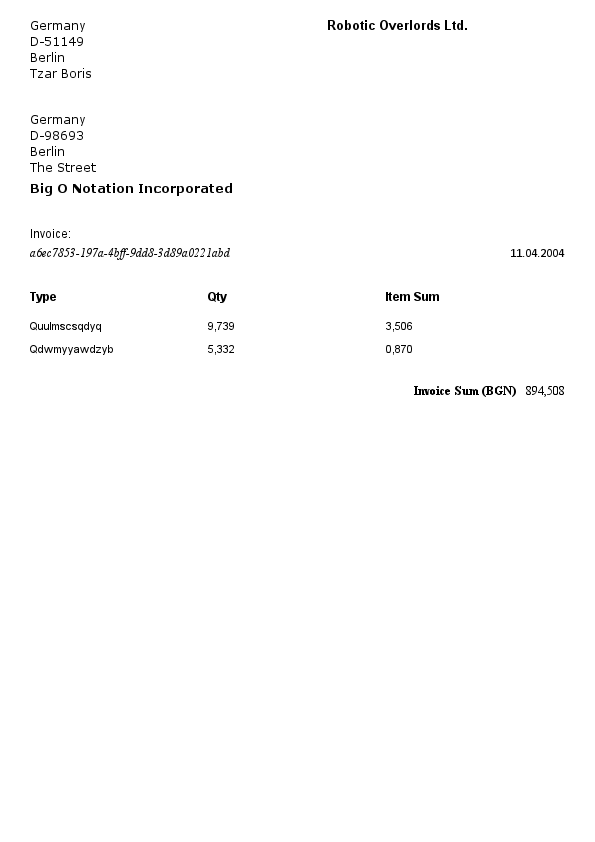 Germany
Robotic Overlords Ltd.
D-51149
Berlin
Tzar Boris
Germany
D-98693
Berlin
The Street
Big O Notation Incorporated
Invoice:
a6ec7853-197a-4bff-9dd8-3d89a0221abd
11.04.2004
Type Qty Item Sum
Quulmscsqdyq 9,739 3,506
Qdwmyyawdzyb 5,332 0,870
Invoice Sum (BGN) 894,508